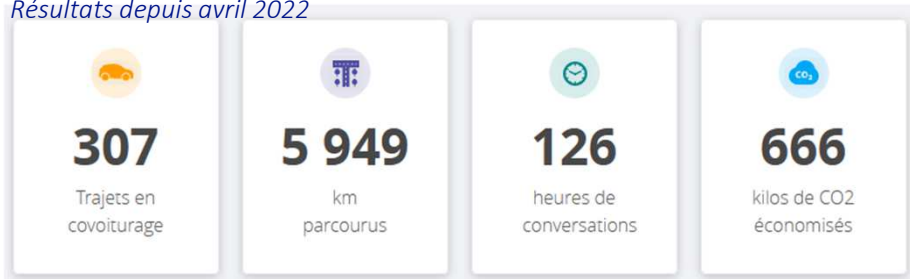 Résultats depuis avril 2022
307
Trajets en
covoiturage
5 949
km
parcourus
126
heures de
conversations
CO₂
666
kilos de CO2
économisés